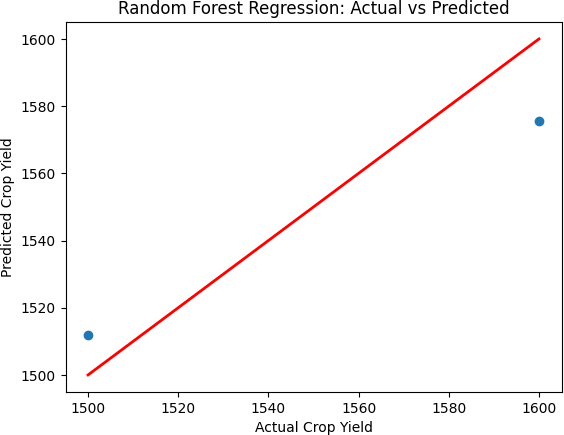 Random Forest Regression: Actual vs Predicted
1600
1580
1560
1540
1520
1500
Predicted Crop Yield
1500 1520 1540 1560 1580 1600
Actual Crop Yield